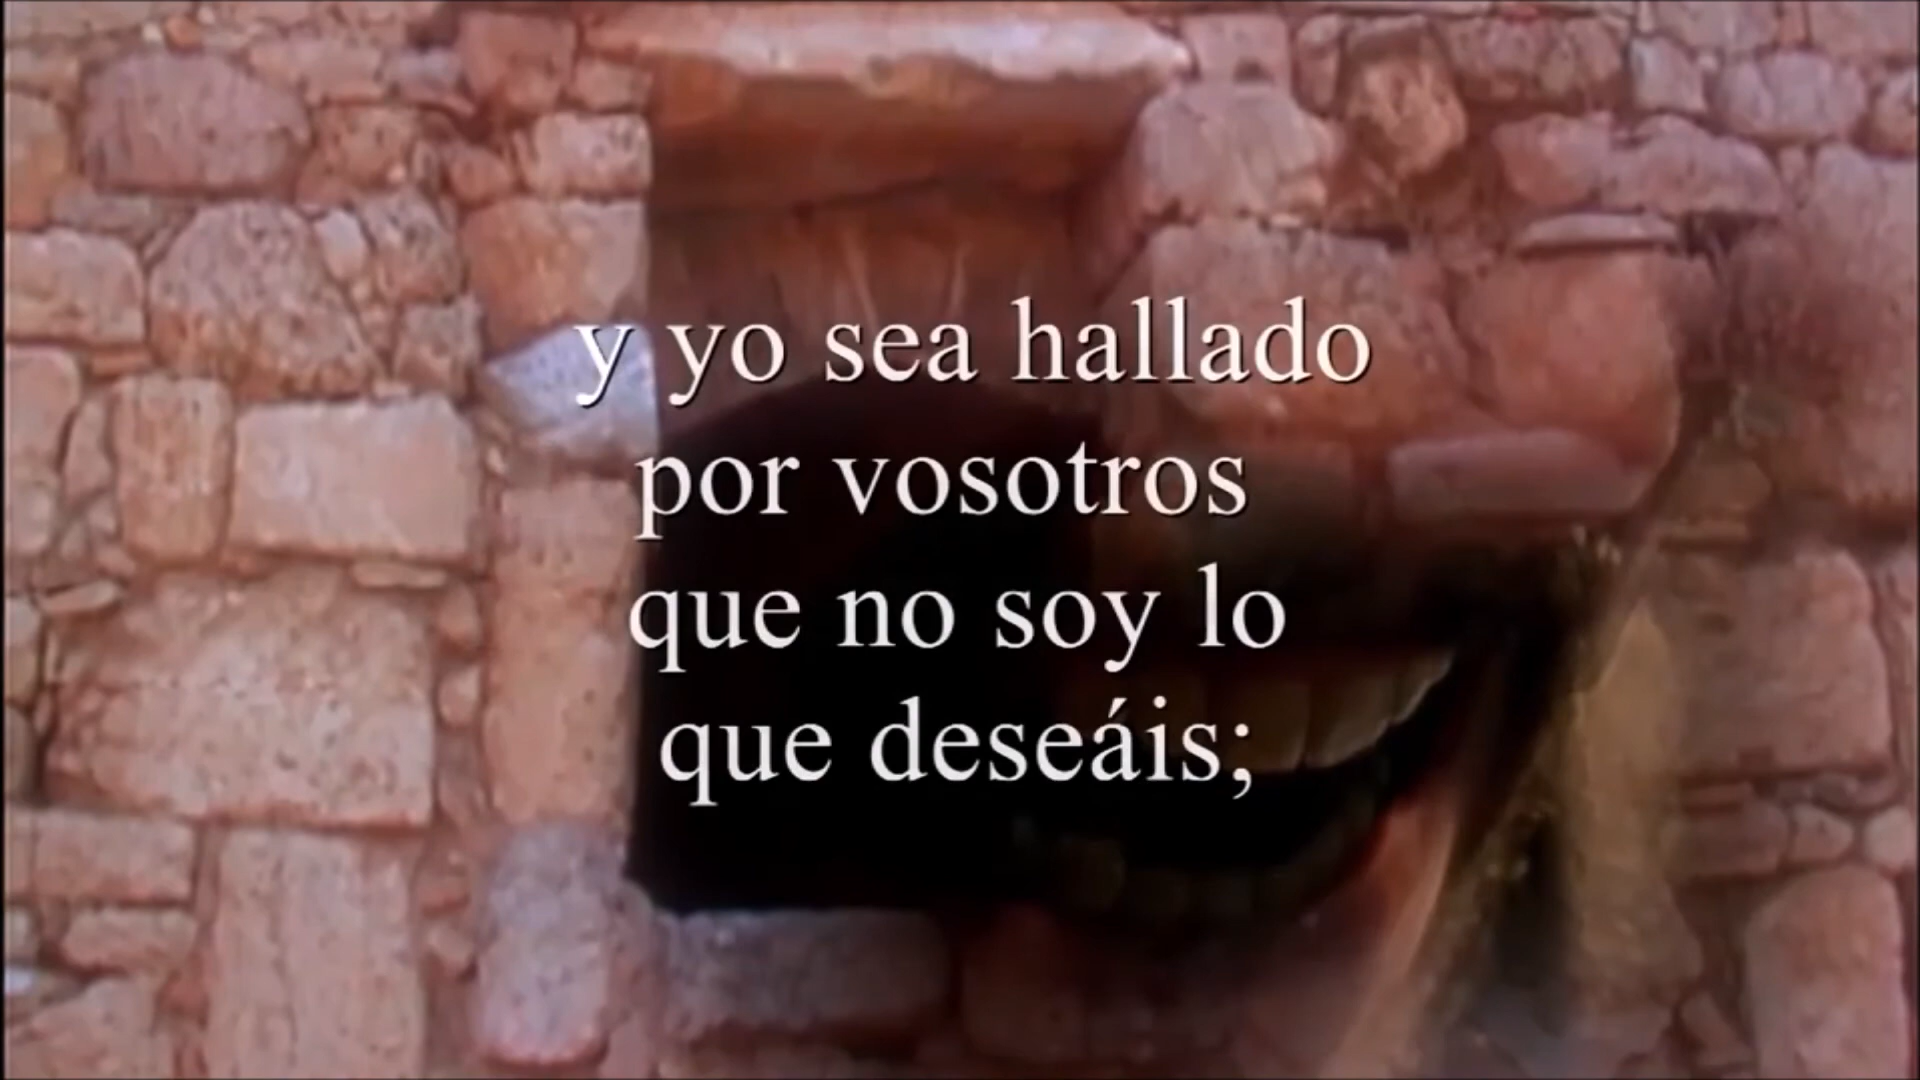 y yo sea hallado
por vosotros
que no soy lo
que deseáis;